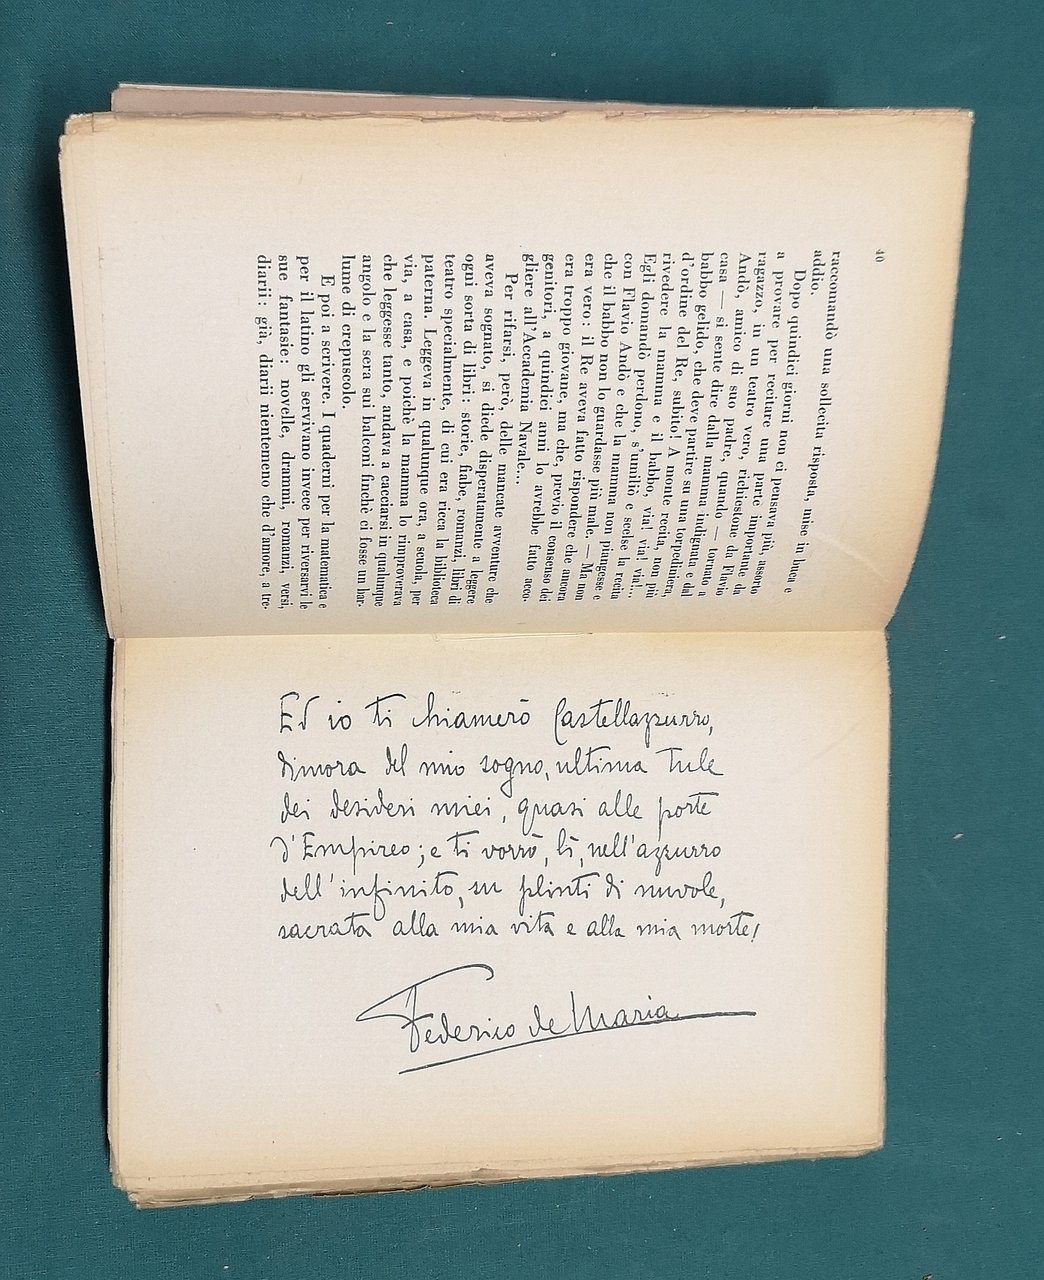 40
raccomandò una sollecita risposta, mise in buca e
addio.
Dopo quindici giorni non ci pensava più, assorto
a provare per recitare una parte importante da
ragazzo, in un teatro vero, richiestone da Flavio
Andò, amico di suo padre, quando — tornato a
casa — si sente dire dalla mamma indignata e dal
babbo gelido, che deve partire su una torpediniera,
d'ordine del Re, subito! A monte recita, non più
rivedere la mamma e il babbo, via! via! via!...
Egli domandò perdono, s'umiliò e scelse la recita
con Flavio Andò e che la mamma non piangesse e
che il babbo non lo guardasse più male. — Ma non
era vero: il Re aveva fatto rispondere che ancora
era troppo giovane, ma che, previo il consenso dei
genitori, a quindici anni lo avrebbe fatto acco-
gliere all'Accademia Navale...
Per rifarsi, però, delle mancate avventure che
aveva sognato, si diede disperatamente a leggere
ogni sorta di libri: storie, fiabe, romanzi, libri di
teatro specialmente, di cui era ricca la biblioteca
paterna. Leggeva in qualunque ora, a scuola, per
via, a casa, e poichè la mamma lo rimproverava
che leggesse tanto, andava a cacciarsi in qualunque
angolo e la sera sui balconi finchè ci fosse un bar-
lume di crepuscolo.
E poi a scrivere. I quaderni per la matematica e
per il latino gli servivano invece per riversarvi le
sue fantasie: novelle, drammi, romanzi, versi,
diarii: già, diarii nientemeno che d'amore, a tre-
Ed io ti chiamerò Castellazzurro,
dimora del mio sogno, ultima Tule
dei desideri miei, quasi alle porte
d'Empireo; e ti vorrò, lì, nell'azzurro
dell'infinito, su plinti di nuvole,
sacrata alla mia vita e alla mia morte!
Federico de Maria